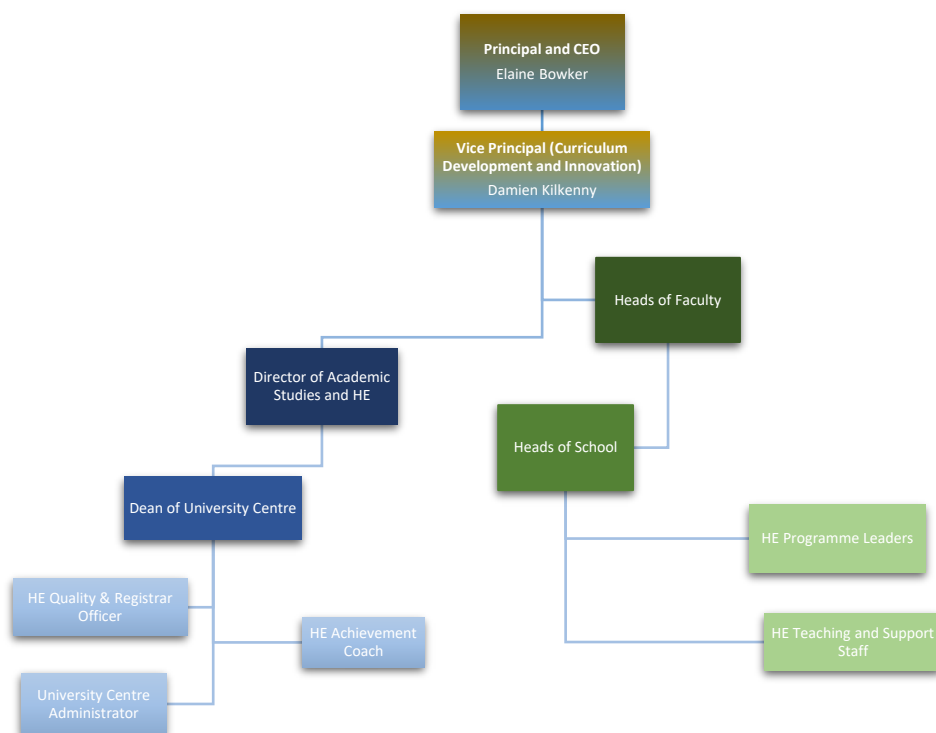 Principal and CEO
Elaine Bowker
Vice Principal (Curriculum
Development and Innovation)
Damien Kilkenny
Heads of Faculty
Director of Academic
Studies and HE
Heads of School
Dean of University Centre
HE Programme Leaders
HE Quality & Registrar
Officer
HE Achievement
Coach
HE Teaching and Support
Staff
University Centre
Administrator